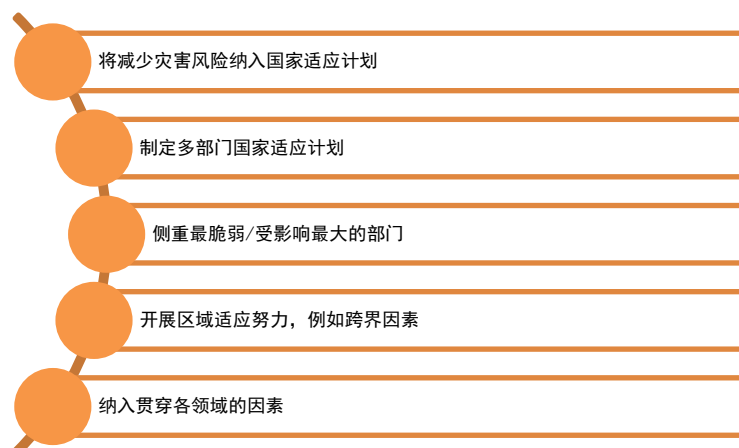 将减少灾害风险纳入国家适应计划
制定多部门国家适应计划
侧重最脆弱/受影响最大的部门
开展区域适应努力，例如跨界因素
纳入贯穿各领域的因素